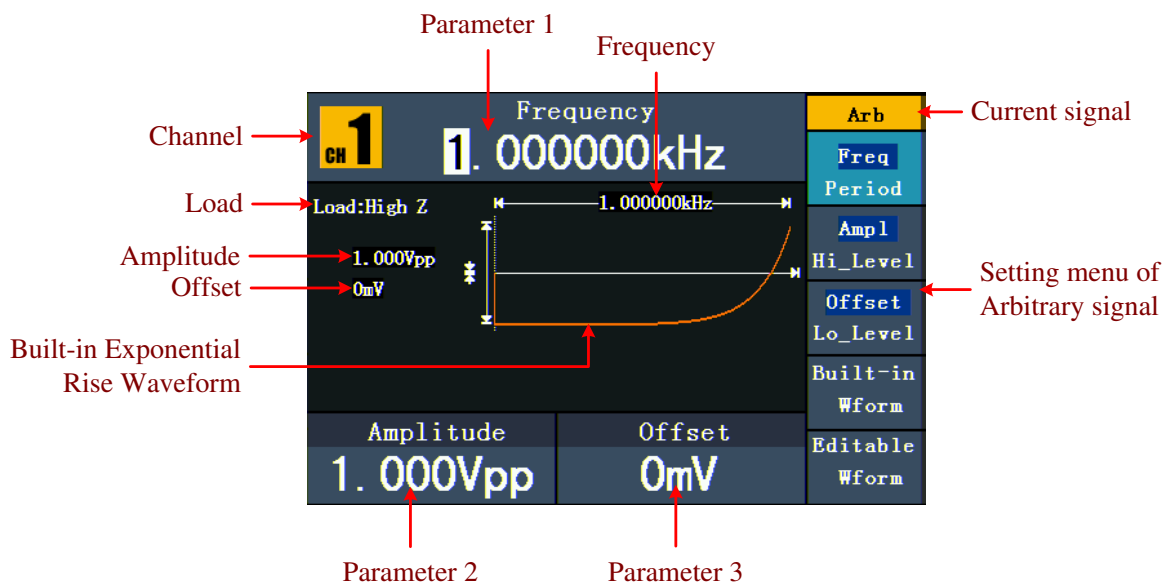 Parameter 1
Frequency
Channel
Load
Amplitude
Offset
Built-in Exponential
Rise Waveform
CH 1
Frequency
1.000000kHz
Load:High Z
1.000000kHz
1.000Vpp
0mV
Amplitude
1.000Vpp
Offset
0mV
Arb
Freq
Period
Ampl
Hi_Level
Offset
Lo_Level
Built-in
Wform
Editable
Wform
Current signal
Setting menu of
Arbitrary signal
Parameter 2
Parameter 3